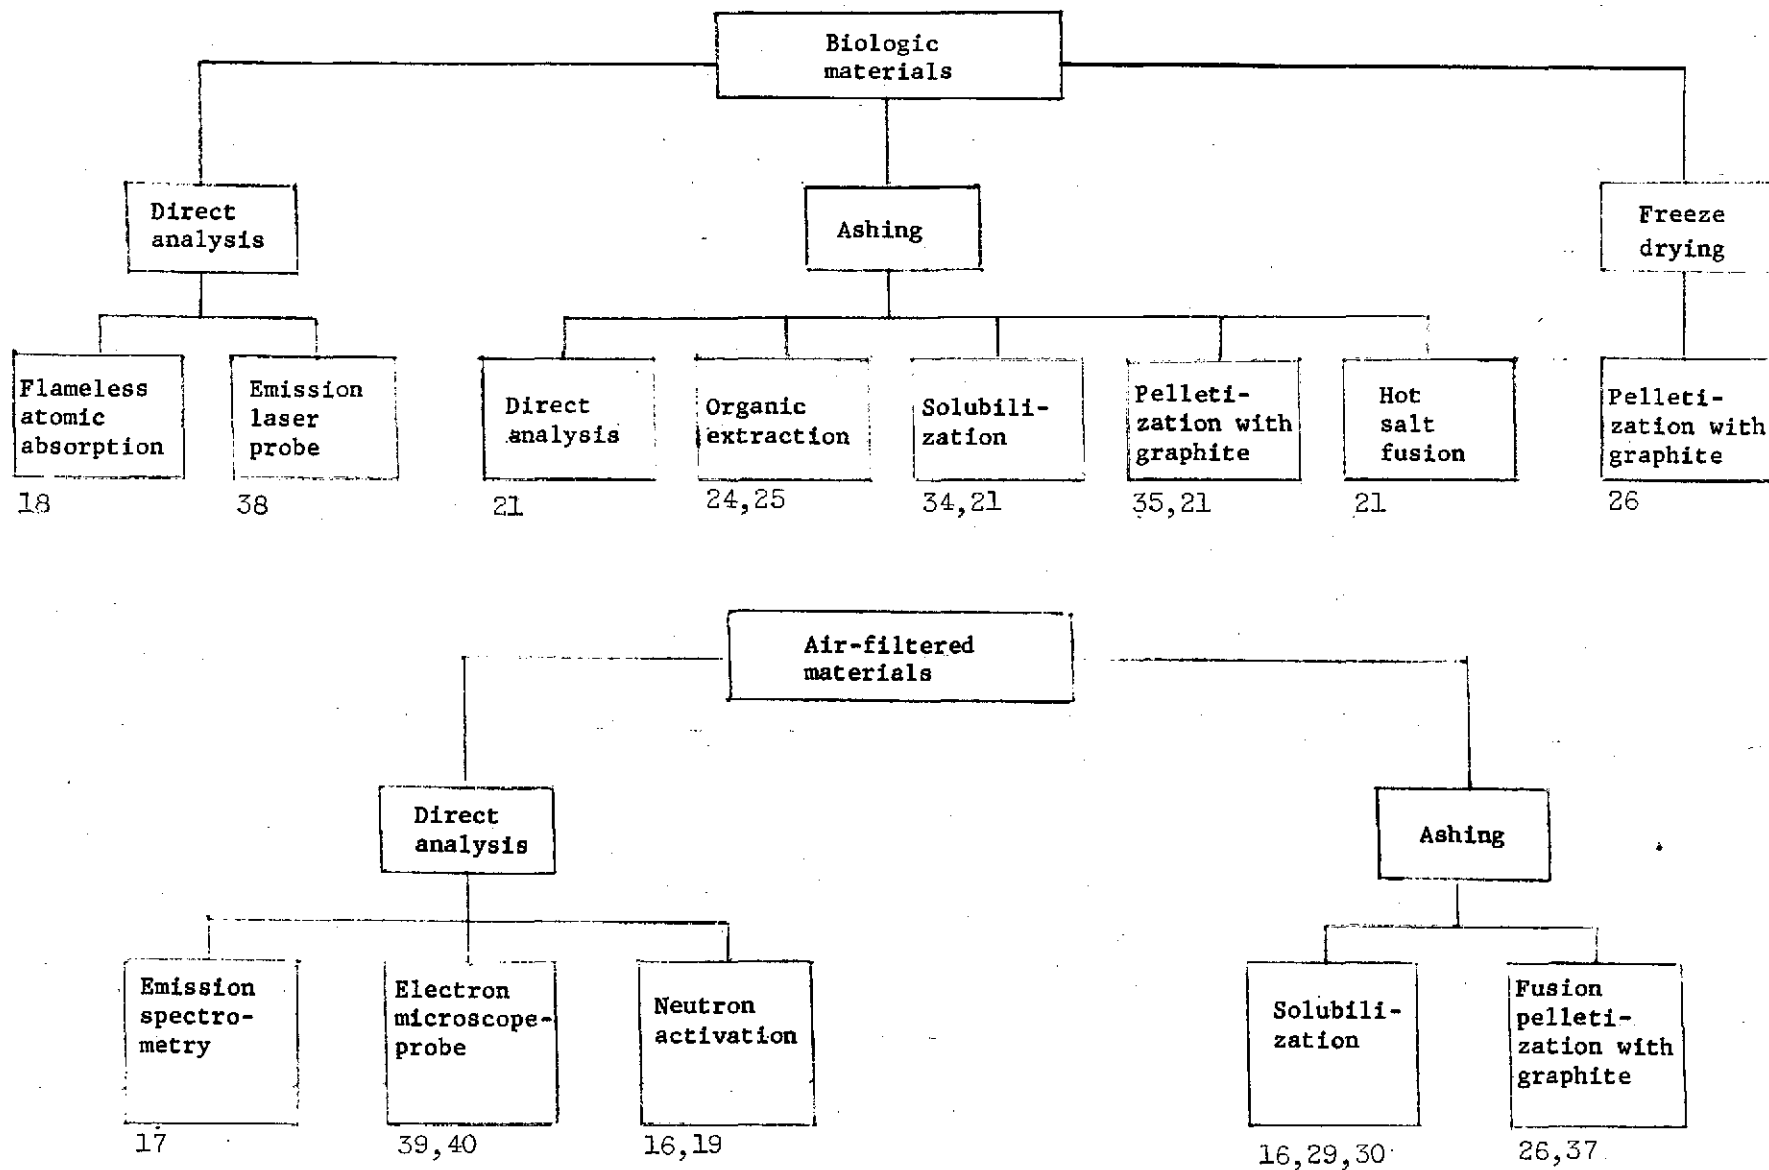 Biologic
materials
Direct
analysis
Ashing
Freeze
drying
Flameless
atomic
absorption
Emission
laser
probe
Direct
analysis
Organic
extraction
Solubili-
zation
Pelleti-
zation with
graphite
Hot
salt
fusion
Pelleti-
zation with
graphite
18
38
21
24,25
34,21
35,21
21
26
Air-filtered
materials
Direct
analysis
Ashing
Emission
spectro-
metry
Electron
microscope-
probe
Neutron
activation
Solubili-
zation
Fusion
pelleti-
zation with
graphite
17
39,40
16,19
16,29,30
26,37